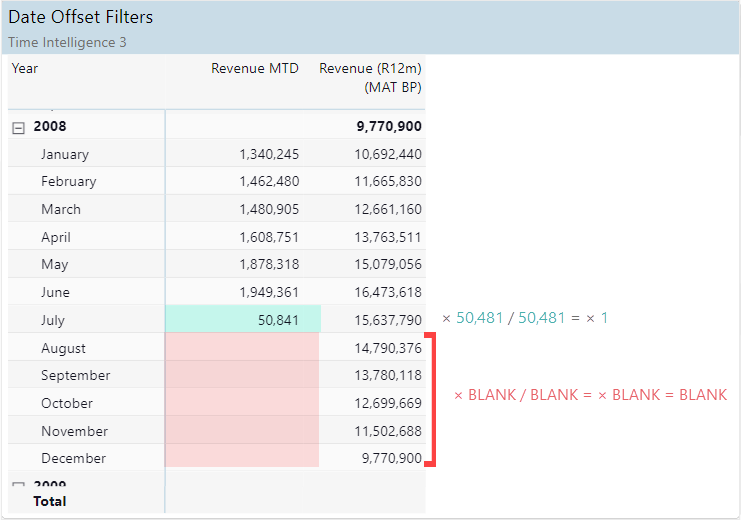 Date Offset Filters
Time Intelligence 3
Year Revenue MTD Revenue (R12m)
(MAT BP)
2008 9,770,900
January 1,340,245 10,692,440
February 1,462,480 11,665,830
March 1,480,905 12,661,160
April 1,608,751 13,763,511
May 1,878,318 15,079,056
June 1,949,361 16,473,618
July 50,841 15,637,790 × 50,481 / 50,481 = × 1
August 14,790,376
September 13,780,118
October 12,699,669 × BLANK / BLANK = × BLANK = BLANK
November 11,502,688
December 9,770,900
2009
Total